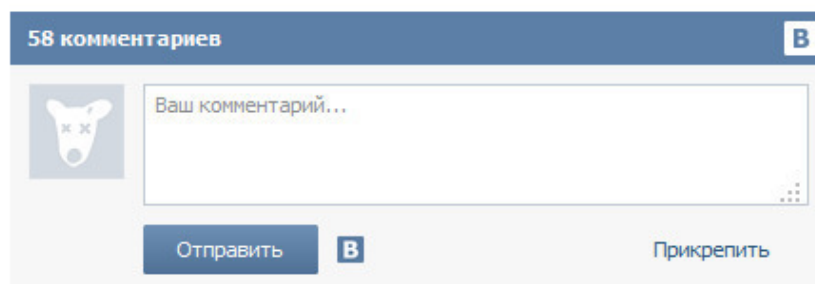 58 комментариев
В
Ваш комментарий...
Отправить
В
Прикрепить